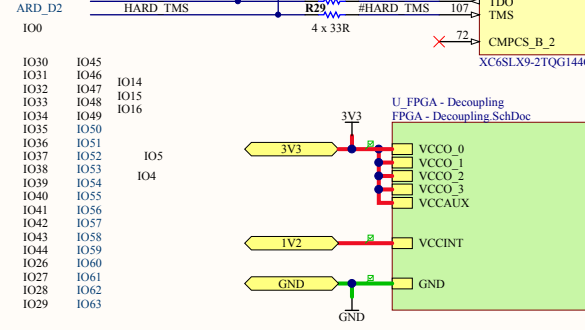 ARD_D2
HARD_TMS
R29
#HARD_TMS
107
TDO
TMS
IO0
4 x 33R
72
CMPCS_B_2
XC6SLX9-2TQG144
IO30 IO45
IO31 IO46
IO32 IO47
IO33 IO48
IO34 IO49
IO35 IO50
IO36 IO51
IO37 IO52
IO38 IO53
IO39 IO54
IO40 IO55
IO41 IO56
IO42 IO57
IO43 IO58
IO44 IO59
IO26 IO60
IO27 IO61
IO28 IO62
IO29 IO63
IO14
IO15
IO16
IO5
IO4
U_FPGA - Decoupling
FPGA - Decoupling.SchDoc
3V3
3V3
VCCO_0
VCCO_1
VCCO_2
VCCO_3
VCCAUX
1V2
VCCINT
GND
GND
GND